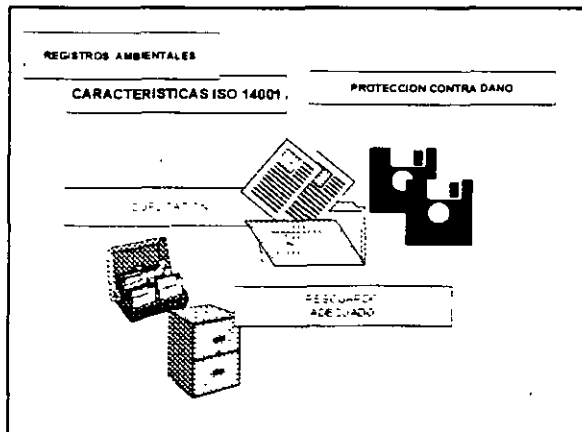 REGISTROS AMBIENTALES
CARACTERISTICAS ISO 14001
PROTECCION CONTRA DANO
RESGUARDO
ADECUADO